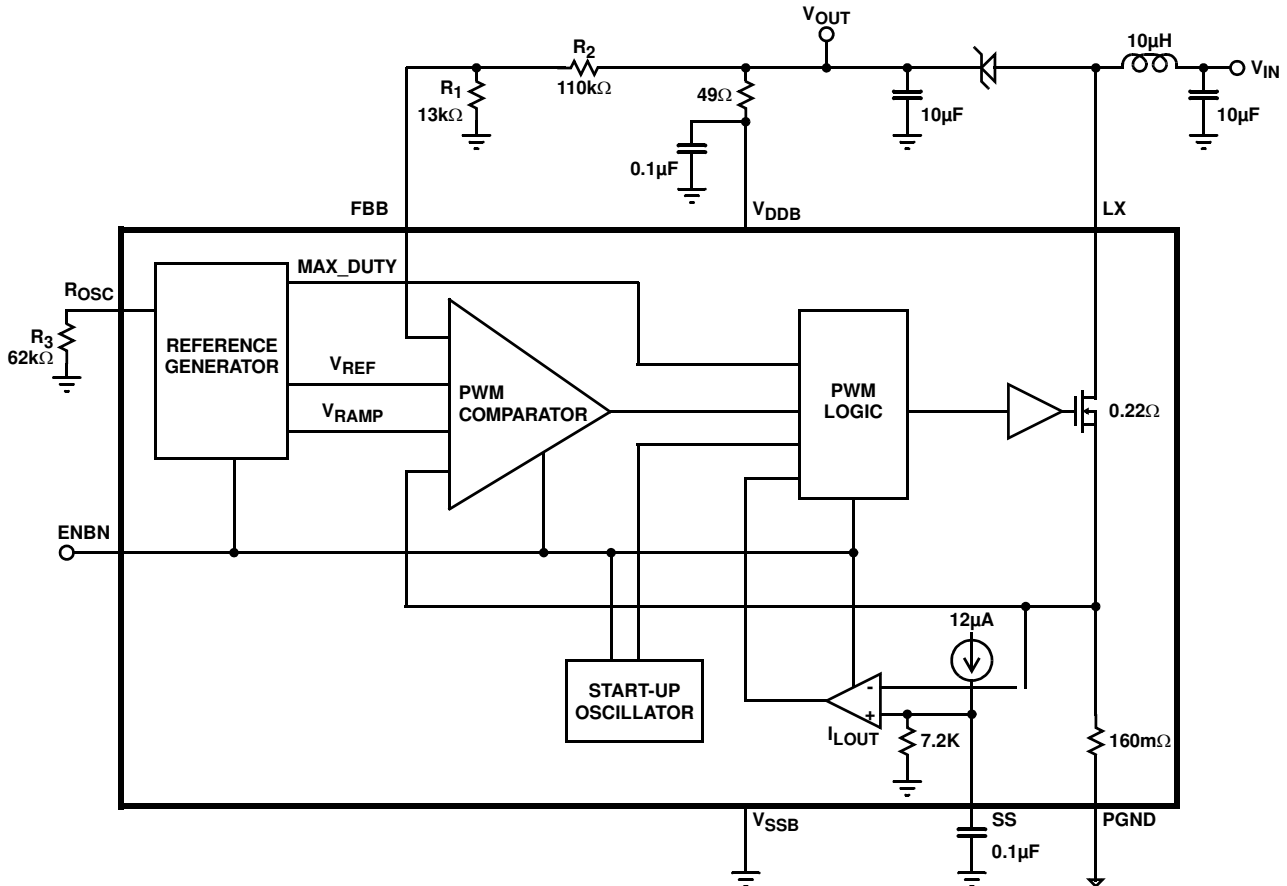 VOUT
10µH
VIN
R2
110kΩ
R1
13kΩ
49Ω
0.1µF
10µF
10µF
FBB
VDDB
LX
MAX_DUTY
ROSC
R3
62kΩ
REFERENCE
GENERATOR
VREF
VRAMP
PWM
COMPARATOR
PWM
LOGIC
0.22Ω
ENBN
12µA
START-UP
OSCILLATOR
-
+
ILOUT
7.2K
160mΩ
VSSB
SS
0.1µF
PGND